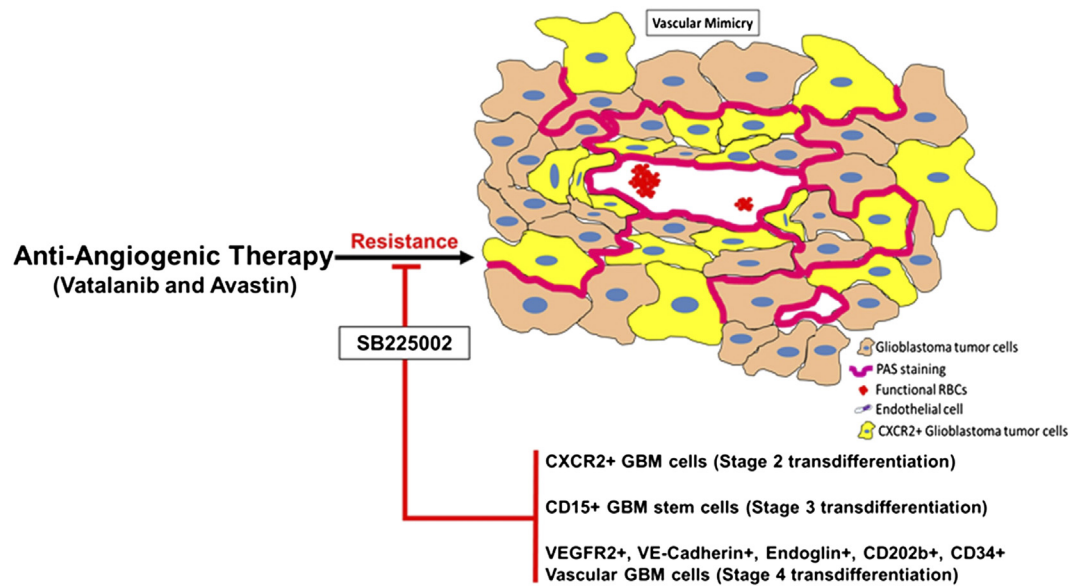 Vascular Mimicry
Resistance
Anti-Angiogenic Therapy
(Vatalanib and Avastin)
SB225002
Glioblastoma tumor cells
PAS staining
Functional RBCs
Endothelial cell
CXCR2+ Glioblastoma tumor cells
CXCR2+ GBM cells (Stage 2 transdifferentiation)
CD15+ GBM stem cells (Stage 3 transdifferentiation)
VEGFR2+, VE-Cadherin+, Endoglin+, CD202b+, CD34+
Vascular GBM cells (Stage 4 transdifferentiation)